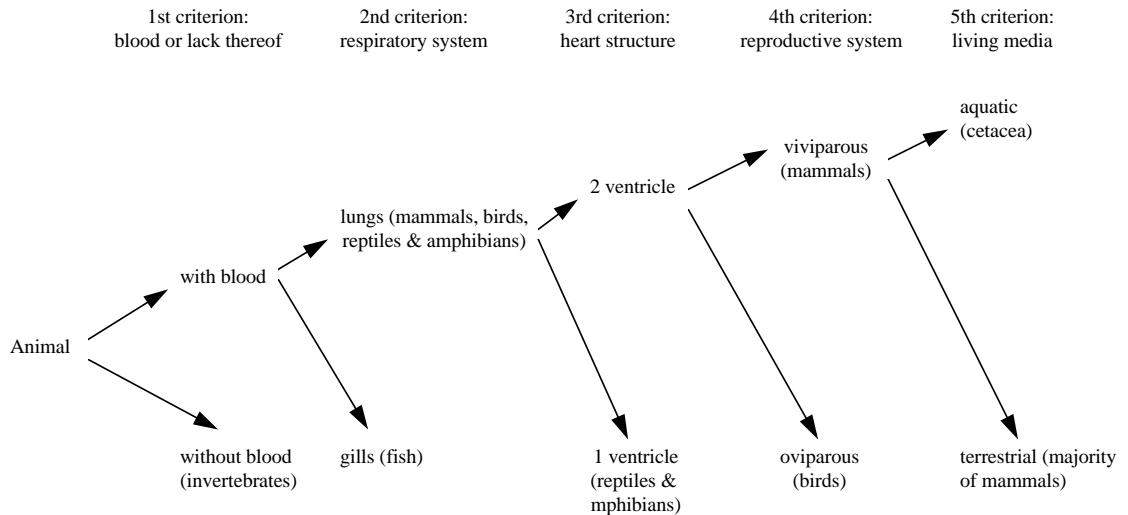 1st criterion:
blood or lack thereof
2nd criterion:
respiratory system
3rd criterion:
heart structure
4th criterion:
reproductive system
5th criterion:
living media
aquatic
(cetacea)
viviparous
(mammals)
2 ventricle
lungs (mammals, birds,
reptiles & amphibians)
with blood
Animal
without blood
(invertebrates)
gills (fish)
1 ventricle
(reptiles &
mphibians)
oviparous
(birds)
terrestrial (majority
of mammals)